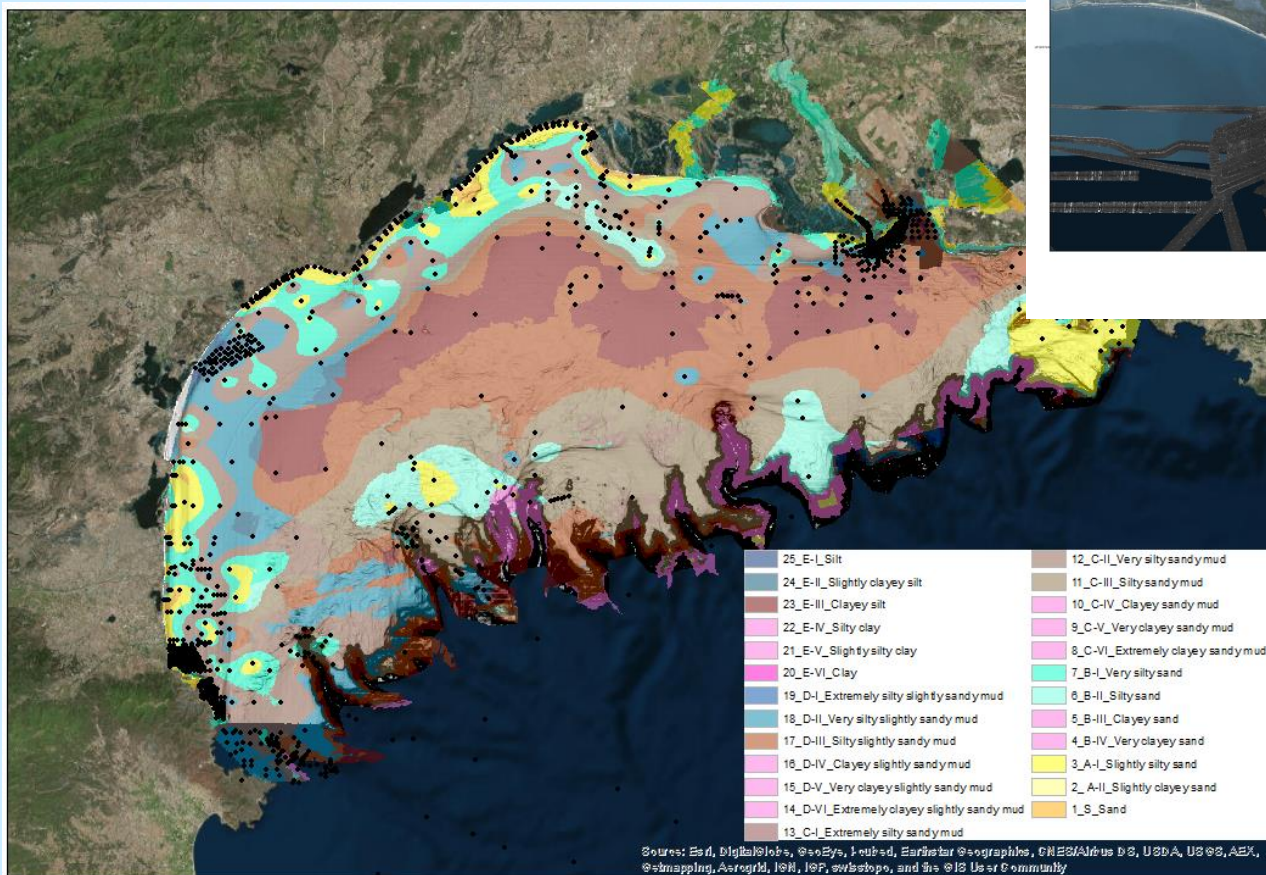 25_E-I_Silt
24_E-II_Slightly clayey silt
23_E-III_Clayey silt
22_E-IV_Silty clay
21_E-V_Slightly silty clay
20_E-VI_Clay
19_D-I_Extremely silty slightly sandy mud
18_D-II_Very silty slightly sandy mud
17_D-III_Silty slightly sandy mud
16_D-IV_Clayey slightly sandy mud
15_D-V_Very clayey slightly sandy mud
14_D-VI_Extremely clayey slightly sandy mud
13_C-I_Extremely silty sandy mud
12_C-II_Very silty sandy mud
11_C-III_Silty sandy mud
10_C-IV_Clayey sandy mud
9_C-V_Very clayey sandy mud
8_C-VI_Extremely clayey sandy mud
7_B-I_Very silty sand
6_B-II_Silty sand
5_B-III_Clayey sand
4_B-IV_Very clayey sand
3_A-I_Slightly silty sand
2_ A-II_Slightly clayey sand
1_S_Sand
Source: Esri, DigitalGlobe, GeoEye, i-cubed, Earthstar Geographics, CNES/Airbus DS, USDA, USGS, AEX,
Getmapping, Aerogrid, IGN, IGP, swisstopo, and the GIS User Community